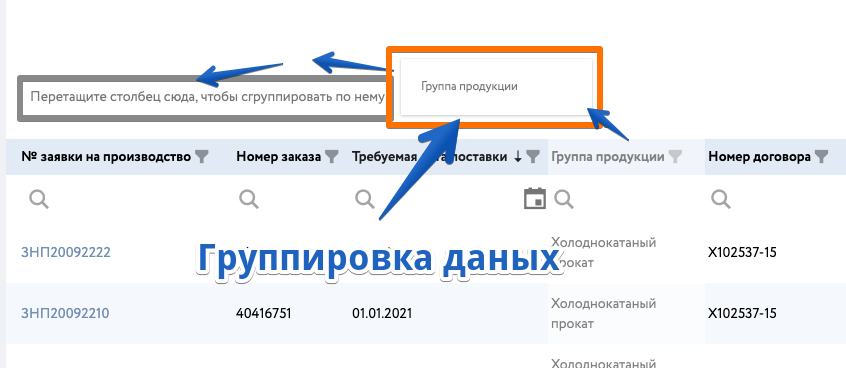 Группа продукции
Перетащите столбец сюда, чтобы сгруппировать по нему
№ заявки на производство Номер заказа Требуемая поставки Группа продукции Номер договора
Группировка даных
ЗНП20092222 Холоднокатаный прокат X102537-15
ЗНП20092210 40416751 01.01.2021 Холоднокатаный прокат X102537-15
Холоднокатаный